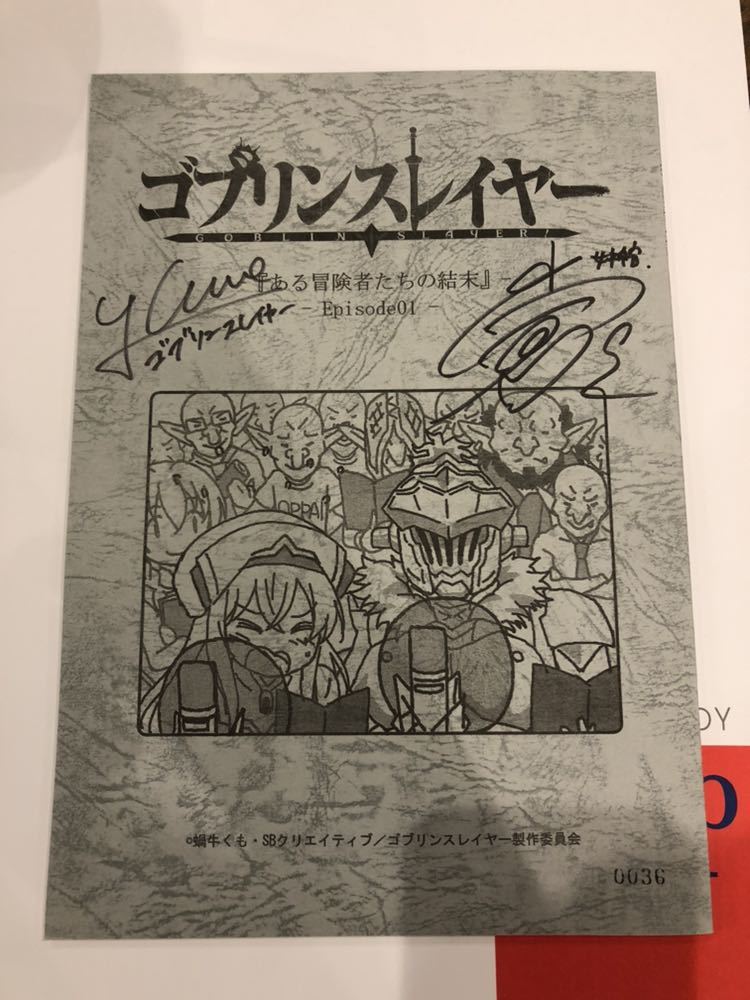 ゴブリンスレイヤー
GOBLIN SLAYER!
『ある冒険者たちの結末』-
- Episode01 -
ゴブリンスレイヤー
OPPAI
©蝸牛くも・SBクリエイティブ/ゴブリンスレイヤー製作委員会
0036
DY